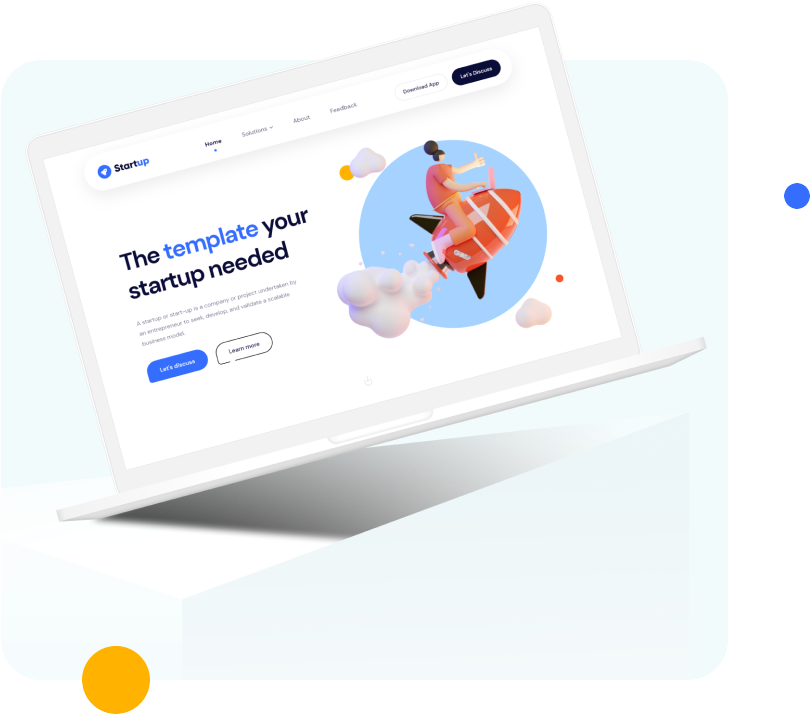 Startup
Home
Solutions
About
Feedback
Download App
Let's Discuss
The template your
startup needed
A startup or start-up is a company or project undertaken by
an entrepreneur to seek, develop, and validate a scalable
business model.
Let's discuss
Learn more